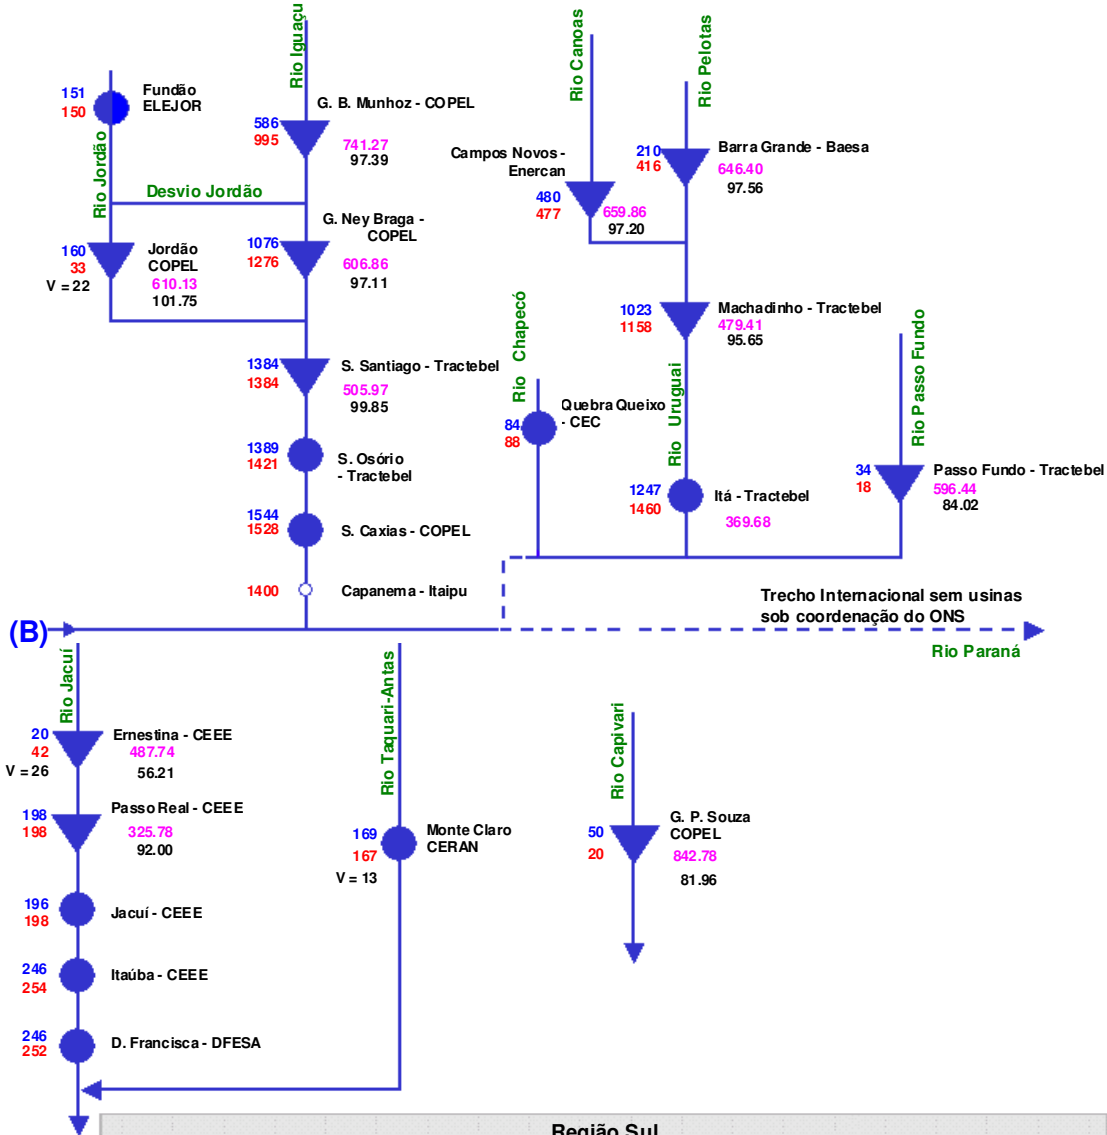 Rio Iguaçu
Rio Canoas
Rio Pelotas
151
150
Fundão
ELEJOR
Rio Jordão
G. B. Munhoz - COPEL
586
995
741.27
97.39
Campos Novos -
Enercan
480
477
659.86
97.20
210
416
Barra Grande - Baesa
646.40
97.56
Desvio Jordão
G. Ney Braga -
COPEL
1076
1276
606.86
97.11
160
33
V = 22
Jordão
COPEL
610.13
101.75
1023
1158
Machadinho - Tractebel
479.41
95.65
1384
1384
S. Santiago - Tractebel
505.97
99.85
Rio Chapecó
Rio Uruguai
Rio Passo Fundo
84
88
Quebra Queixo
- CEC
1389
1421
S. Osório
- Tractebel
1247
1460
Itá - Tractebel
369.68
34
18
Passo Fundo - Tractebel
596.44
84.02
1544
1528
S. Caxias - COPEL
1400
Capanema - Itaipu
Trecho Internacional sem usinas
sob coordenação do ONS
(B)
Rio Paraná
Rio Jacuí
Rio Taquari-Antas
Rio Capivari
20
42
V = 26
Ernestina - CEEE
487.74
56.21
198
198
Passo Real - CEEE
325.78
92.00
169
167
V = 13
Monte Claro
CERAN
50
20
G. P. Souza
COPEL
842.78
81.96
196
198
Jacuí - CEEE
246
254
Itaúba - CEEE
246
252
D. Francisca - DFESA
Região Sul